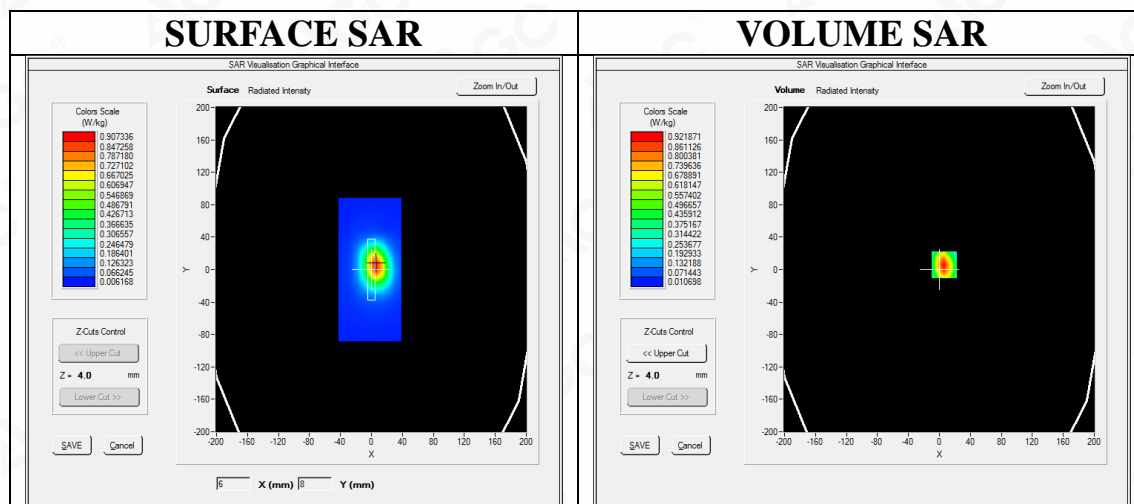 SURFACE SAR
SAR Visualisation Graphical Interface
Surface Radiated Intensity
Zoom In/Out
Colors Scale
(W/kg)
0.907336
0.847258
0.787180
0.727102
0.667025
0.606947
0.546869
0.486791
0.426713
0.366635
0.306557
0.246479
0.186401
0.126323
0.066245
0.006168
200
160
120
80
40
0
-40
-80
-120
-160
-200
Y
-200 -160 -120 -80 -40 0 40 80 120 160 200
X
Z-Cuts Control
<< Upper Cut
Z = 4.0 mm
Lower Cut >>
SAVE Cancel
6 X (mm) 8 Y (mm)
VOLUME SAR
SAR Visualisation Graphical Interface
Volume Radiated Intensity
Zoom In/Out
Colors Scale
(W/kg)
0.921871
0.861126
0.800381
0.739636
0.678891
0.618147
0.557402
0.496657
0.435912
0.375167
0.314422
0.253677
0.192933
0.132188
0.071443
0.010698
200
160
120
80
40
0
-40
-80
-120
-160
-200
Y
-200 -160 -120 -80 -40 0 40 80 120 160 200
X
Z-Cuts Control
<< Upper Cut
Z = 4.0 mm
Lower Cut >>
SAVE Cancel